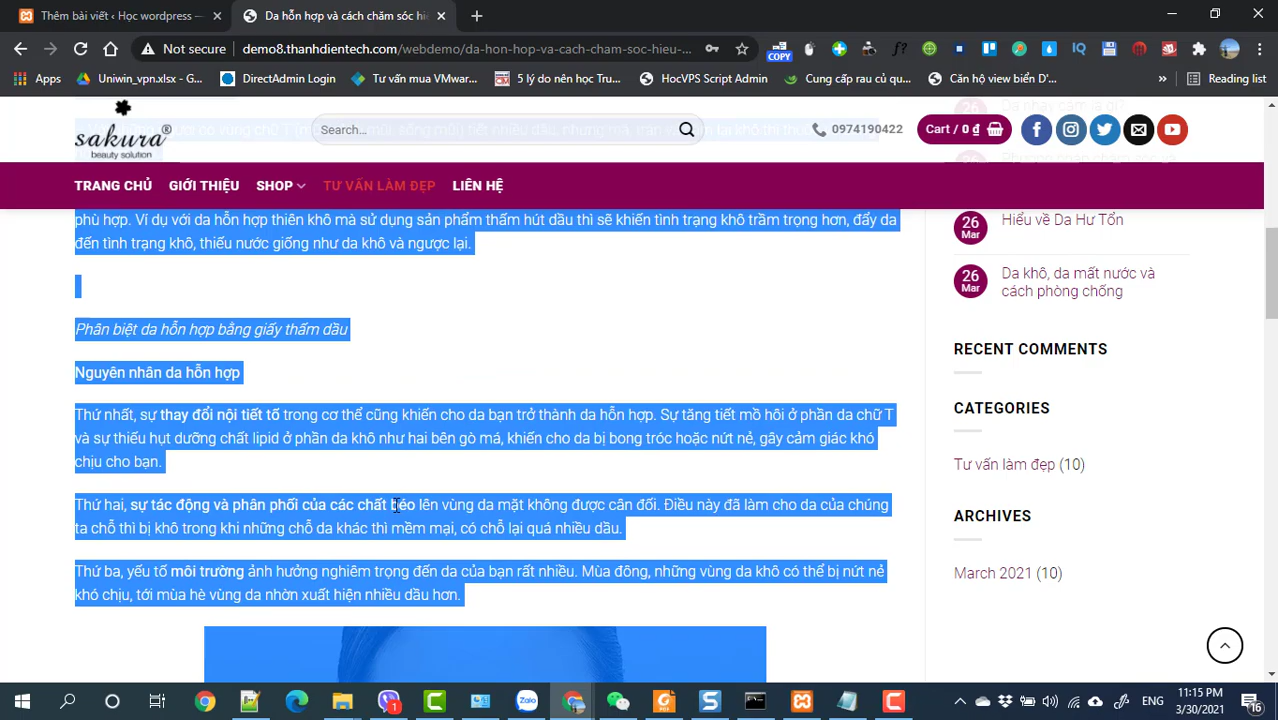 Thêm bài viết ‹ Học wordpress —
Da hỗn hợp và cách chăm sóc hiệ
Not secure
demo8.thanhdientech.com/webdemo/da-hon-hop-va-cach-cham-soc-hieu-...
COPY
Apps
Uniwin_vpn.xlsx - G...
DirectAdmin Login
Tư vấn mua VMwar...
5 lý do nên học Tru...
HocVPS Script Admin
Cung cấp rau củ qu...
Căn hộ view biển D'...
»
Reading list
sakura®
beauty solution
Search...
0974190422
Cart / 0 ₫
26
Da nhạy cảm là gì?
TRANG CHỦ
GIỚI THIỆU
SHOP
TƯ VẤN LÀM ĐẸP
LIÊN HỆ
phù hợp. Ví dụ với da hỗn hợp thiên khô mà sử dụng sản phẩm thấm hút dầu thì sẽ khiến tình trạng khô trầm trọng hơn, đẩy da
đến tình trạng khô, thiếu nước giống như da khô và ngược lại.
Phân biệt da hỗn hợp bằng giấy thấm dầu
Nguyên nhân da hỗn hợp
Thứ nhất, sự thay đổi nội tiết tố trong cơ thể cũng khiến cho da bạn trở thành da hỗn hợp. Sự tăng tiết mồ hôi ở phần da chữ T
và sự thiếu hụt dưỡng chất lipid ở phần da khô như hai bên gò má, khiến cho da bị bong tróc hoặc nứt nẻ, gây cảm giác khó
chịu cho bạn.
Thứ hai, sự tác động và phân phối của các chất béo lên vùng da mặt không được cân đối. Điều này đã làm cho da của chúng
ta chỗ thì bị khô trong khi những chỗ da khác thì mềm mại, có chỗ lại quá nhiều dầu.
Thứ ba, yếu tố môi trường ảnh hưởng nghiêm trọng đến da của bạn rất nhiều. Mùa đông, những vùng da khô có thể bị nứt nẻ
khó chịu, tới mùa hè vùng da nhờn xuất hiện nhiều dầu hơn.
26
Mar
Hiểu về Da Hư Tổn
26
Mar
Da khô, da mất nước và
cách phòng chống
RECENT COMMENTS
CATEGORIES
Tư vấn làm đẹp (10)
ARCHIVES
March 2021 (10)
1
Zalo
ENG
11:15 PM
3/30/2021
16